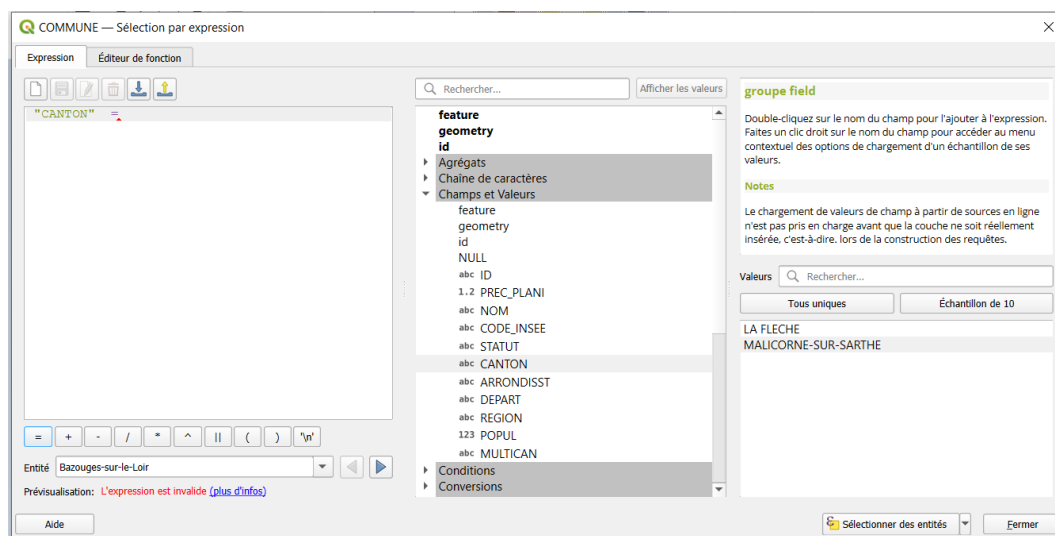 COMMUNE — Sélection par expression
Expression
Éditeur de fonction
"CANTON" =
=
+
-
/
*
^
||
(
)
'\n'
Entité
Bazouges-sur-le-Loir
Prévisualisation: L'expression est invalide (plus d'infos)
Rechercher...
Afficher les valeurs
feature
geometry
id
Agrégats
Chaîne de caractères
Champs et Valeurs
feature
geometry
id
NULL
abc ID
1.2 PREC_PLANI
abc NOM
abc CODE_INSEE
abc STATUT
abc CANTON
abc ARRONDISST
abc DEPART
abc REGION
123 POPUL
abc MULTICAN
Conditions
Conversions
groupe field
Double-cliquez sur le nom du champ pour l'ajouter à l'expression.
Faites un clic droit sur le nom du champ pour accéder au menu
contextuel des options de chargement d'un échantillon de ses
valeurs.
Notes
Le chargement de valeurs de champ à partir de sources en ligne
n'est pas pris en charge avant que la couche ne soit réellement
insérée, c'est-à-dire. lors de la construction des requêtes.
Valeurs
Rechercher...
Tous uniques
Échantillon de 10
LA FLECHE
MALICORNE-SUR-SARTHE
Aide
Sélectionner des entités
Fermer